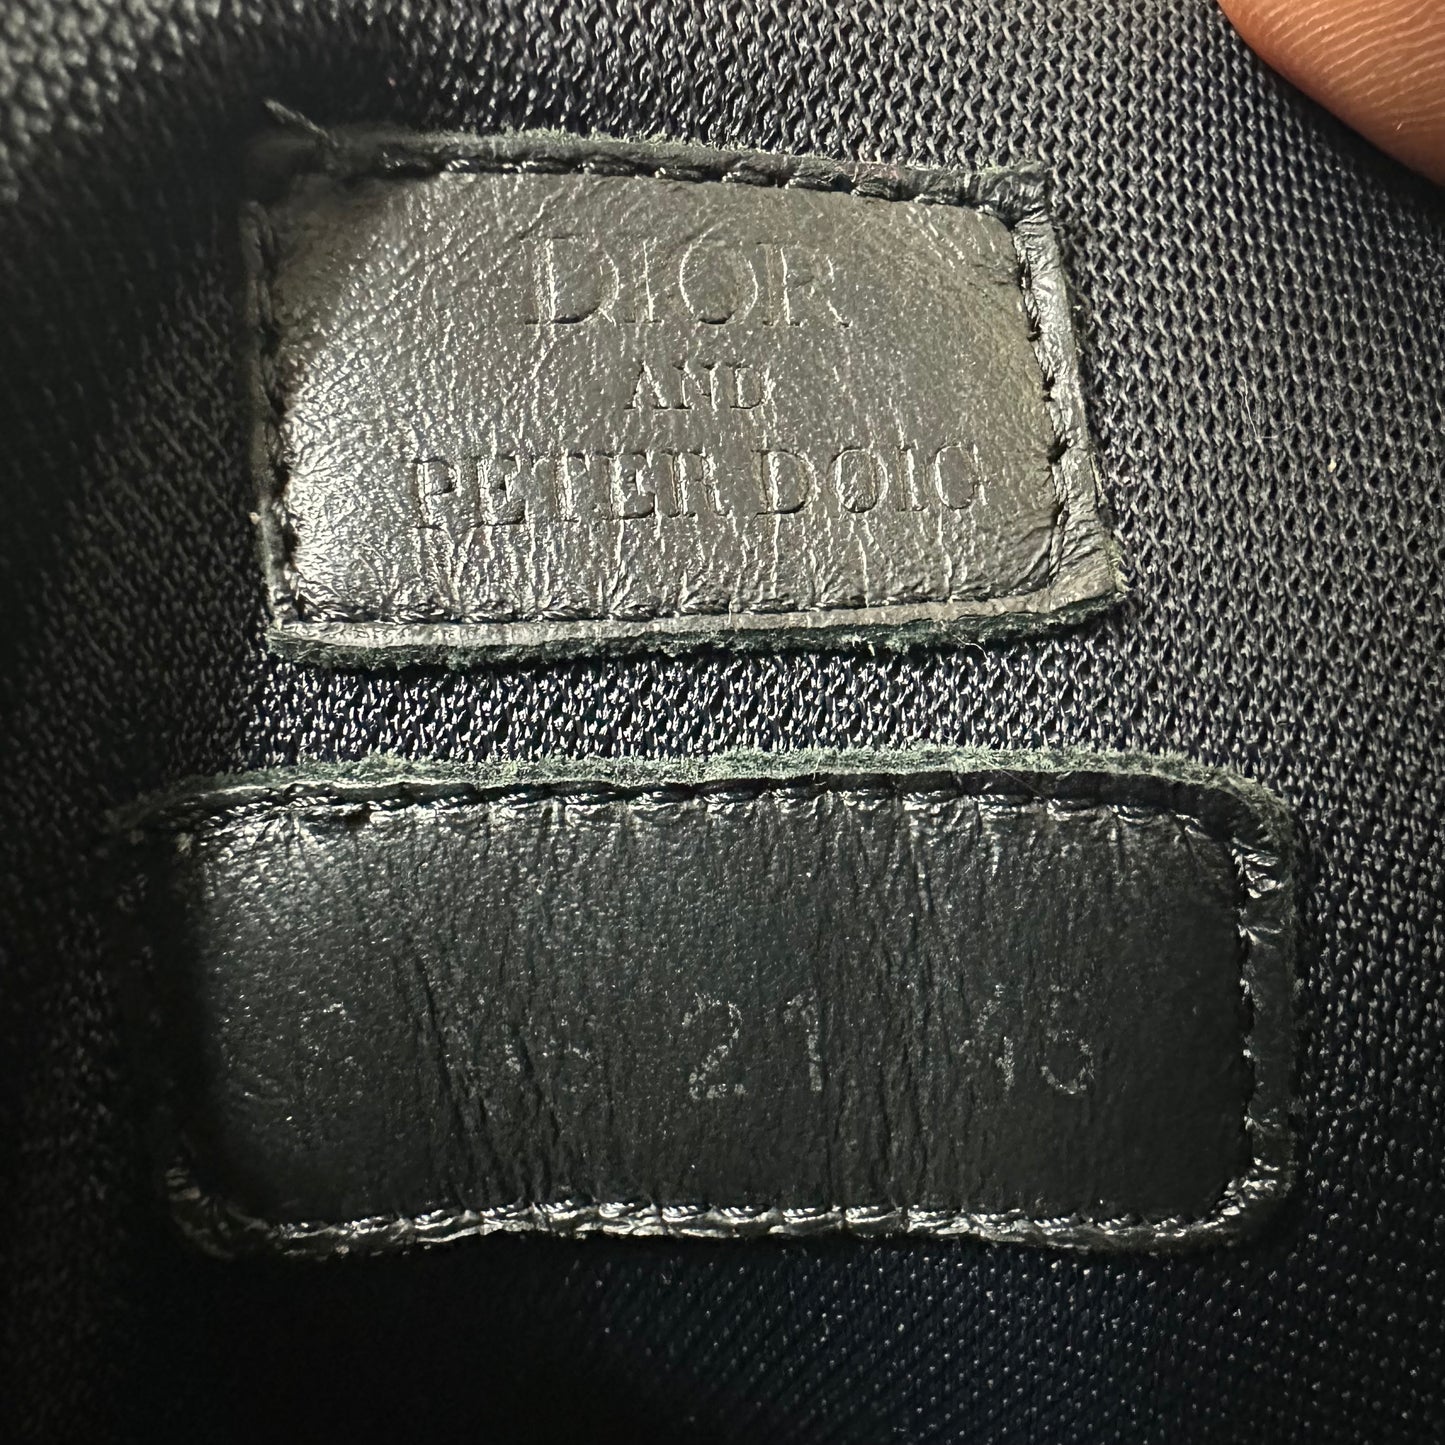 DIOR
AND
PETER DOIG
21